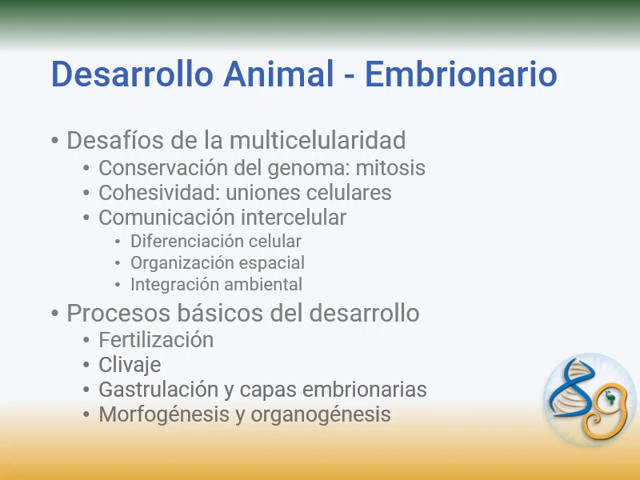 Desarrollo Animal - Embrionario
• Desafíos de la multicelularidad
• Conservación del genoma: mitosis
• Cohesividad: uniones celulares
• Comunicación intercelular
• Diferenciación celular
• Organización espacial
• Integración ambiental
• Procesos básicos del desarrollo
• Fertilización
• Clivaje
• Gastrulación y capas embrionarias
• Morfogénesis y organogénesis